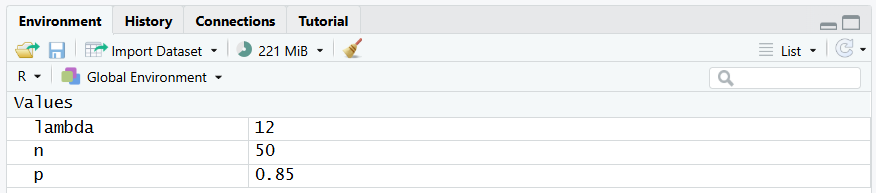 Environment History Connections Tutorial
Import Dataset 221 MiB List
R Global Environment
Values
lambda 12
n 50
p 0.85